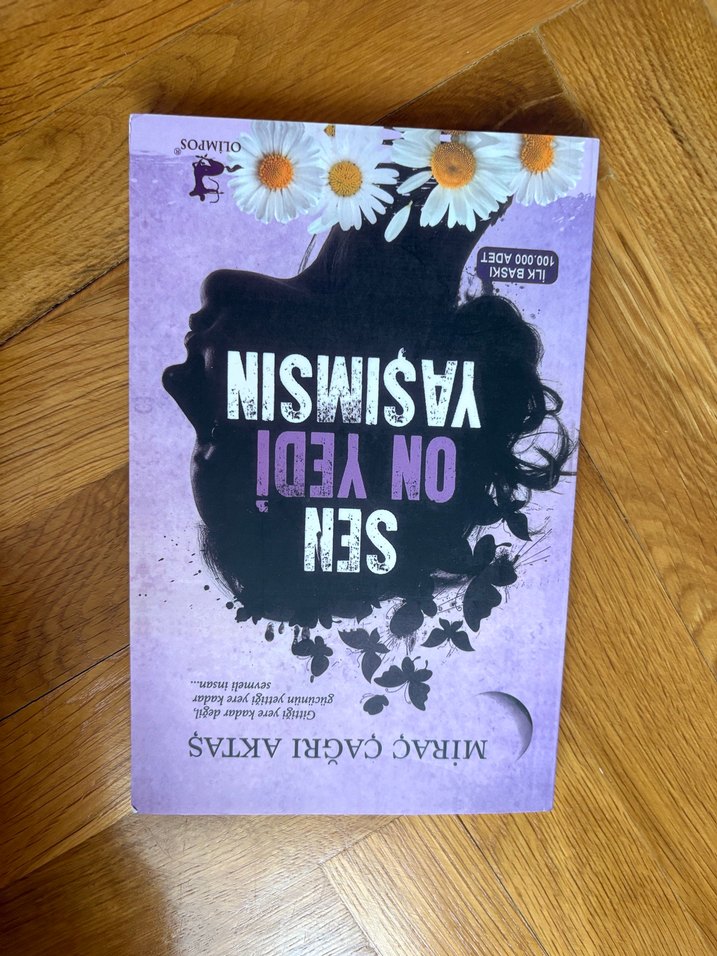 MİRAÇ ÇAĞRI AKTAŞ
Gittiği yere kadar değil,
gücünün yettiği yere kadar
sevmeli insan...
SEN
ON YEDİ
YAŞIMSIN
İLK BASKI
100.000 ADET
OLİMPOS®